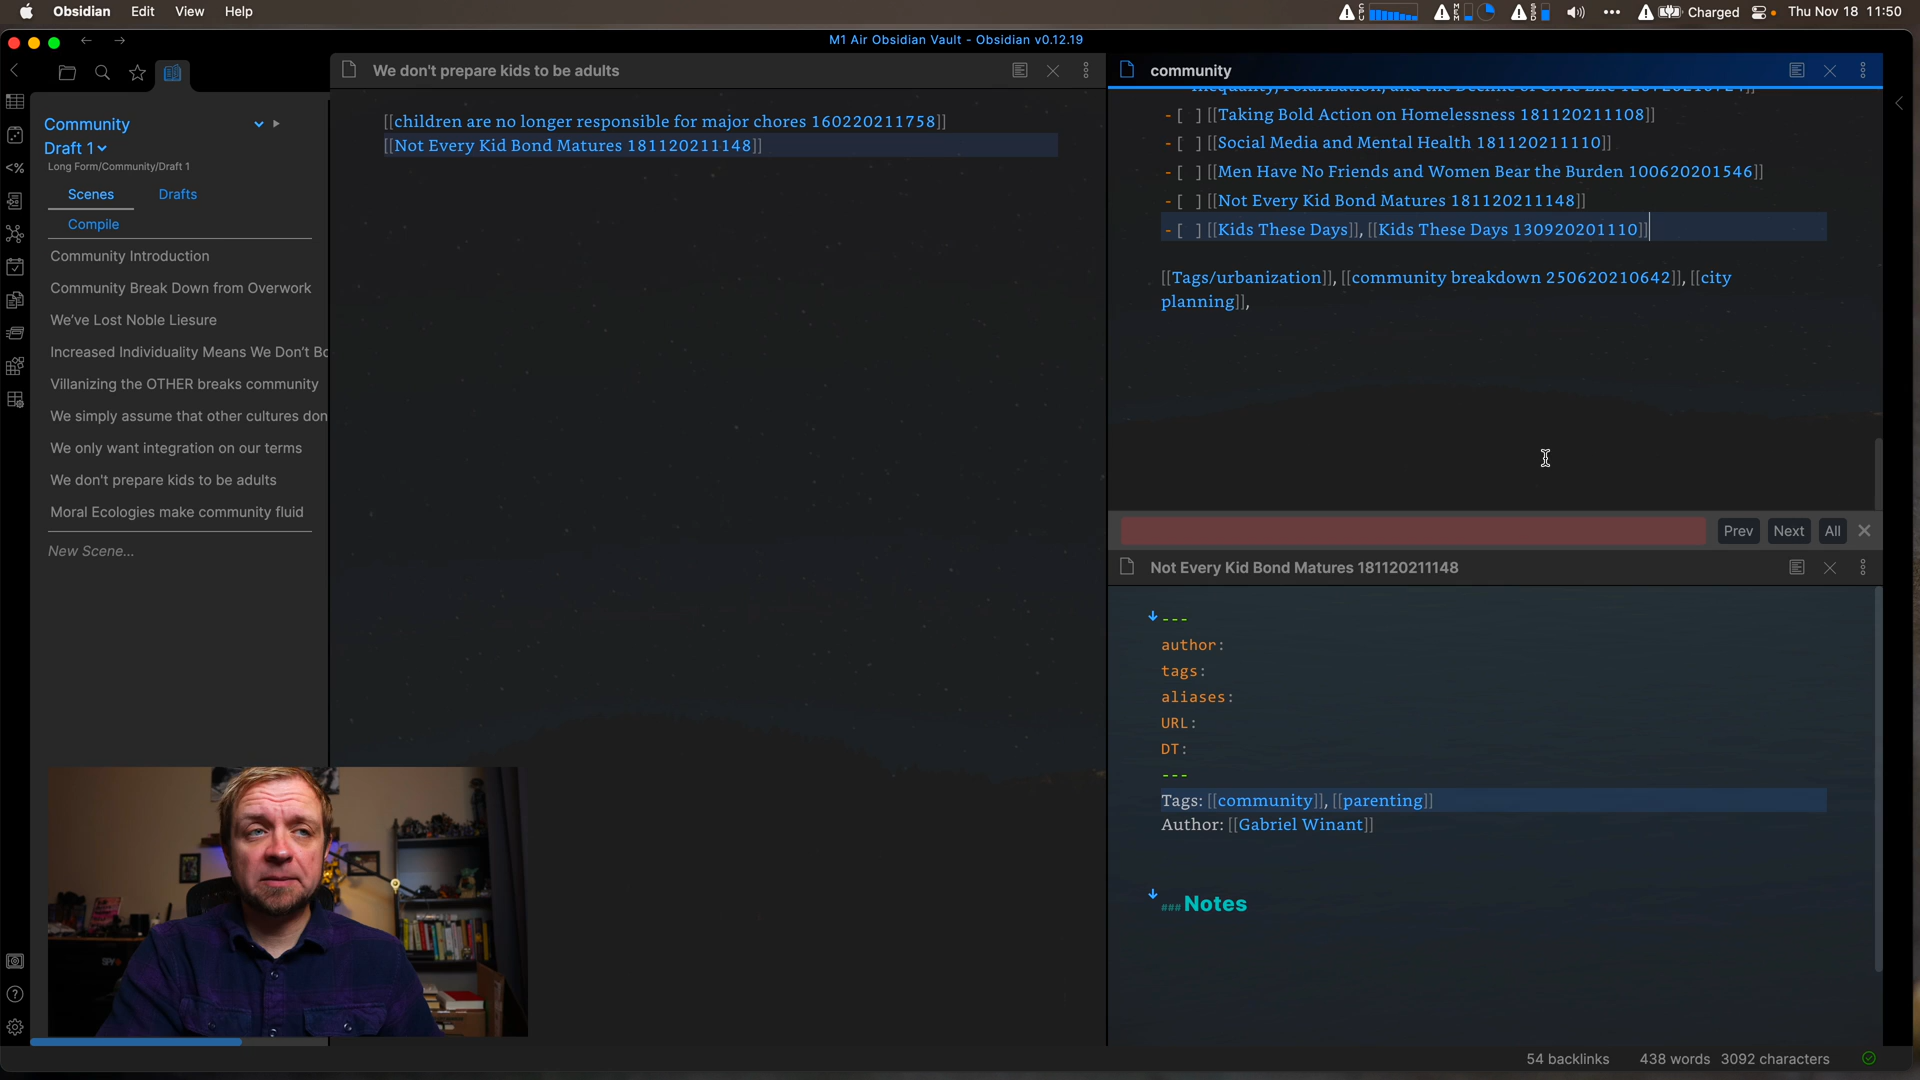 Obsidian Edit View Help
Charged Thu Nov 18 11:50
M1 Air Obsidian Vault - Obsidian v0.12.19
Community
Draft 1
Long Form/Community/Draft 1
Scenes Drafts
Compile
Community Introduction
Community Break Down from Overwork
We've Lost Noble Liesure
Increased Individuality Means We Don't Bo
Villanizing the OTHER breaks community
We simply assume that other cultures don
We only want integration on our terms
We don't prepare kids to be adults
Moral Ecologies make community fluid
New Scene...
We don't prepare kids to be adults
[[children are no longer responsible for major chores 160220211758]]
[[Not Every Kid Bond Matures 181120211148]]
community
- [ ] [[Taking Bold Action on Homelessness 181120211108]]
- [ ] [[Social Media and Mental Health 181120211110]]
- [ ] [[Men Have No Friends and Women Bear the Burden 100620201546]]
- [ ] [[Not Every Kid Bond Matures 181120211148]]
- [ ] [[Kids These Days]], [[Kids These Days 130920201110]]
[[Tags/urbanization]], [[community breakdown 250620210642]], [[city
planning]],
Prev Next All
Not Every Kid Bond Matures 181120211148
---
author:
tags:
aliases:
URL:
DT:
---
Tags: [[community]], [[parenting]]
Author: [[Gabriel Winant]]
### Notes
54 backlinks 438 words 3092 characters